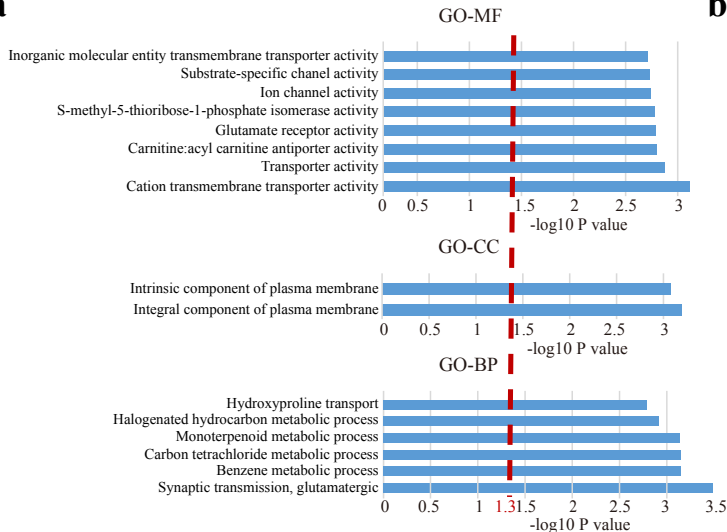 a
b
GO-MF
Inorganic molecular entity transmembrane transporter activity
Substrate-specific chanel activity
Ion channel activity
S-methyl-5-thioribose-1-phosphate isomerase activity
Glutamate receptor activity
Carnitine:acyl carnitine antiporter activity
Transporter activity
Cation transmembrane transporter activity
0 0.5 1 1.5 2 2.5 3
-log10 P value
GO-CC
Intrinsic component of plasma membrane
Integral component of plasma membrane
0 0.5 1 1.5 2 2.5 3
-log10 P value
GO-BP
Hydroxyproline transport
Halogenated hydrocarbon metabolic process
Monoterpenoid metabolic process
Carbon tetrachloride metabolic process
Benzene metabolic process
Synaptic transmission, glutamatergic
0 0.5 1 1.3 1.5 2 2.5 3 3.5
-log10 P value